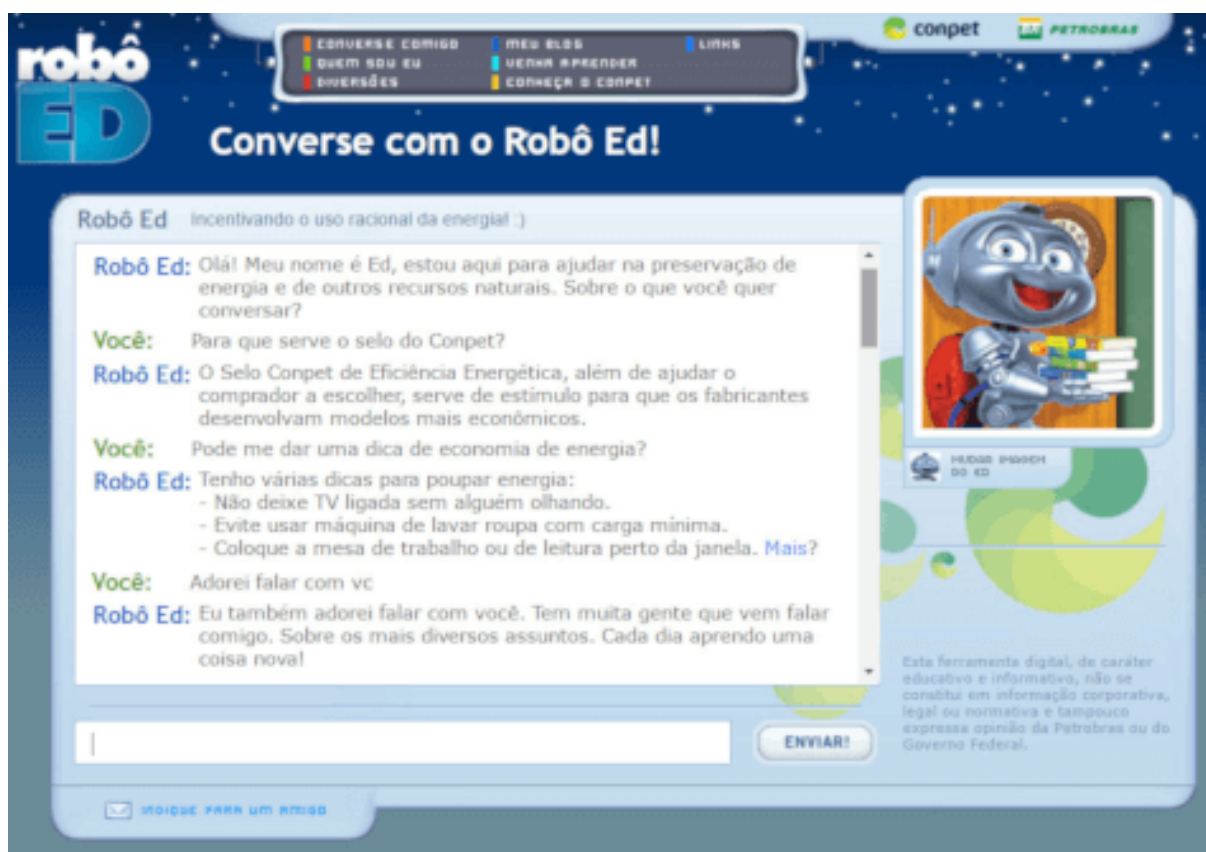 robô
ED
CONVERSE COMIGO
MEU BLOG
LINKS
QUEM SOU EU
VENHA APRENDER
DIVERSÕES
CONHEÇA O CONPET
conpet
PETROBRAS
Converse com o Robô Ed!
Robô Ed Incentivando o uso racional da energia! :)
Robô Ed: Olá! Meu nome é Ed, estou aqui para ajudar na preservação de
energia e de outros recursos naturais. Sobre o que você quer
conversar?
Você: Para que serve o selo do Conpet?
Robô Ed: O Selo Conpet de Eficiência Energética, além de ajudar o
comprador a escolher, serve de estímulo para que os fabricantes
desenvolvam modelos mais econômicos.
Você: Pode me dar uma dica de economia de energia?
Robô Ed: Tenho várias dicas para poupar energia:
- Não deixe TV ligada sem alguém olhando.
- Evite usar máquina de lavar roupa com carga mínima.
- Coloque a mesa de trabalho ou de leitura perto da janela. Mais?
Você: Adorei falar com vc
Robô Ed: Eu também adorei falar com você. Tem muita gente que vem falar
comigo. Sobre os mais diversos assuntos. Cada dia aprendo uma
coisa nova!
MUDAR IMAGEM
DO ED
Esta ferramenta digital, de caráter
educativo e informativo, não se
constitui em informação corporativa,
legal ou normativa e tampouco
expressa opinião da Petrobras ou do
Governo Federal.
ENVIAR!
INDIQUE PARA UM AMIGO